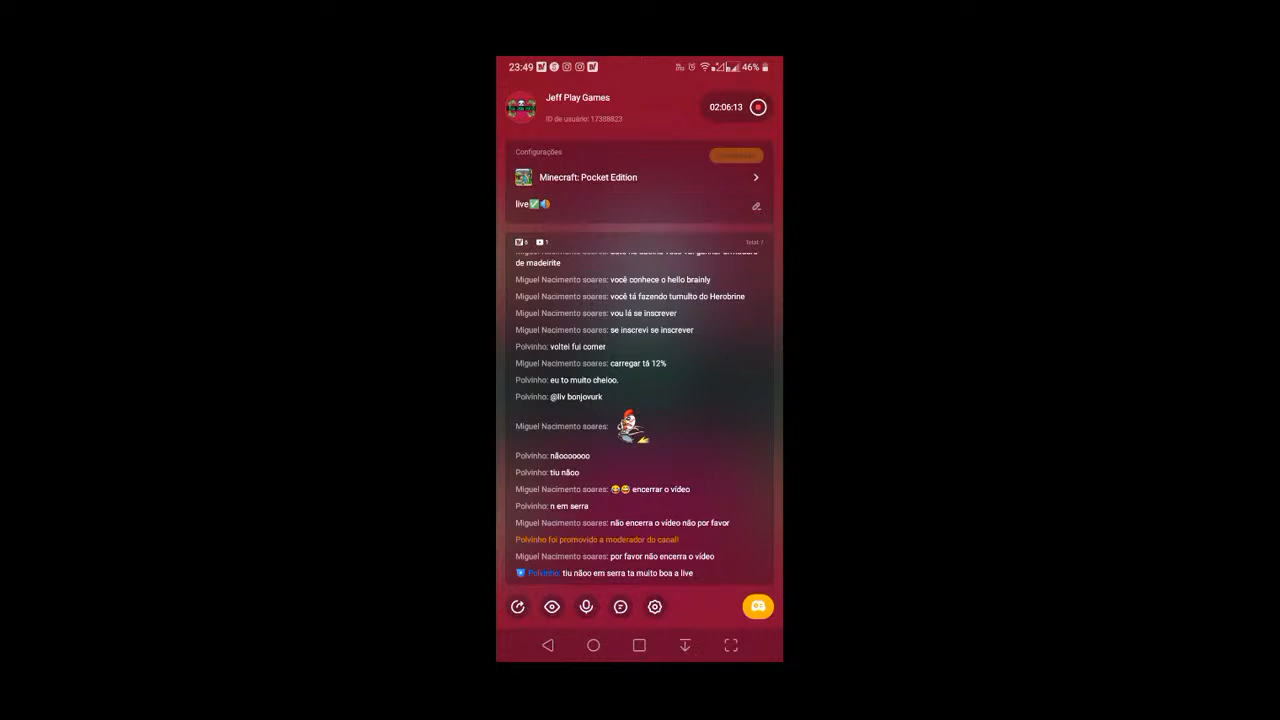 23:49 46%
Jeff Play Games
02:06:13
ID de usuário: 17388823
Configurações
Minecraft: Pocket Edition
live✅🔊
6 1 Total: 7
de madeirite
Miguel Nacimento soares: você conhece o hello brainly
Miguel Nacimento soares: você tá fazendo tumulto do Herobrine
Miguel Nacimento soares: vou lá se inscrever
Miguel Nacimento soares: se inscrevi se inscrever
Polvinho: voltei fui comer
Miguel Nacimento soares: carregar tá 12%
Polvinho: eu to muito cheioo.
Polvinho: @liv bonjovurk
Miguel Nacimento soares:
Polvinho: nãooooooo
Polvinho: tiu nãoo
Miguel Nacimento soares: 😂😅 encerrar o vídeo
Polvinho: n em serra
Miguel Nacimento soares: não encerra o vídeo não por favor
Polvinho foi promovido a moderador do canal!
Miguel Nacimento soares: por favor não encerra o vídeo
Polvinho: tiu nãoo em serra ta muito boa a live